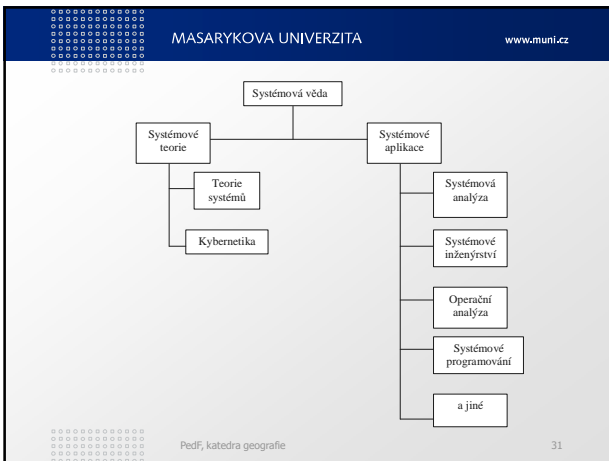 MASARYKOVA UNIVERZITA
www.muni.cz
Systémová věda
Systémové
teorie
Systémové
aplikace
Teorie
systémů
Kybernetika
Systémová
analýza
Systémové
inženýrství
Operační
analýza
Systémové
programování
a jiné
PedF, katedra geografie
31